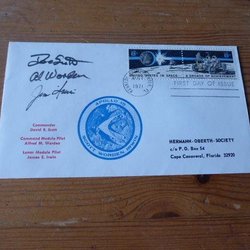 Al Worden
Jim Irwin
Commander
David R. Scott
Command Module Pilot
Alfred M. Worden
Lunar Module Pilot
James E. Irwin
APOLLO 15
SCOTT WORDEN IRWIN
1971
UNITED STATES IN SPACE
A DECADE OF ACHIEVEMENT
FIRST DAY OF ISSUE
HERMANN-OBERTH-SOCIETY
c/o P.O. Box 54
Cape Canaveral, Florida 32920